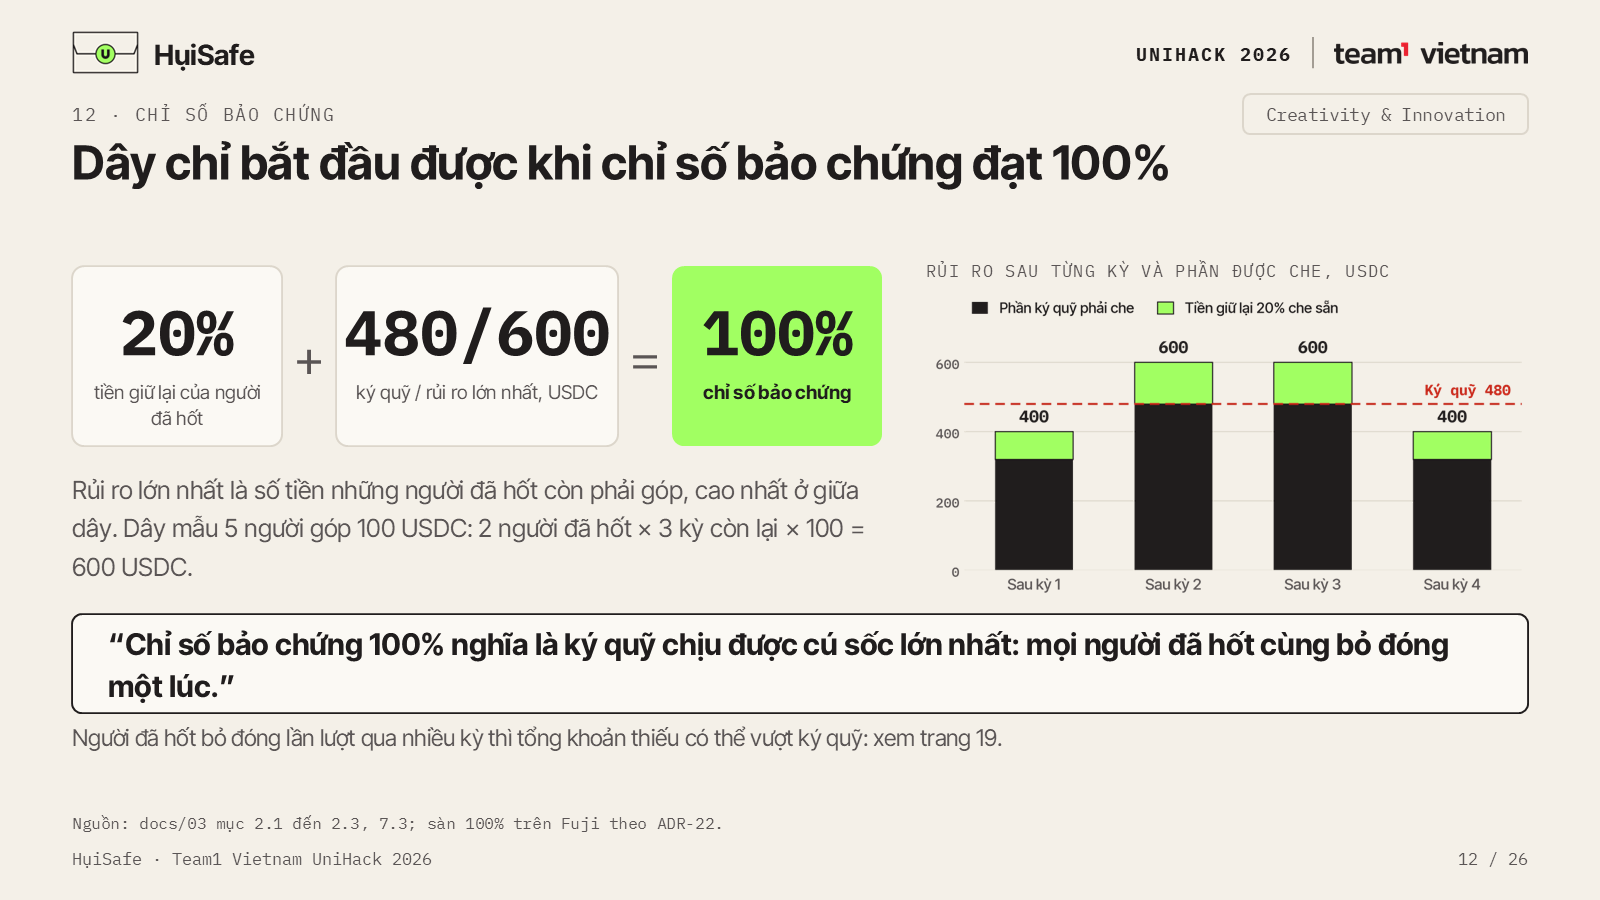 HụiSafe
UNIHACK 2026
team1 vietnam
12 · CHỈ SỐ BẢO CHỨNG
Creativity & Innovation
Dây chỉ bắt đầu được khi chỉ số bảo chứng đạt 100%
20%
tiền giữ lại của người
đã hốt
+
480/600
ký quỹ / rủi ro lớn nhất, USDC
=
100%
chỉ số bảo chứng
Rủi ro lớn nhất là số tiền những người đã hốt còn phải góp, cao nhất ở giữa
dây. Dây mẫu 5 người góp 100 USDC: 2 người đã hốt × 3 kỳ còn lại × 100 =
600 USDC.
RỦI RO SAU TỪNG KỲ VÀ PHẦN ĐƯỢC CHE, USDC
Phần ký quỹ phải che
Tiền giữ lại 20% che sẵn
600
400
200
0
400
600
600
400
Ký quỹ 480
Sau kỳ 1
Sau kỳ 2
Sau kỳ 3
Sau kỳ 4
“Chỉ số bảo chứng 100% nghĩa là ký quỹ chịu được cú sốc lớn nhất: mọi người đã hốt cùng bỏ đóng
một lúc.”
Người đã hốt bỏ đóng lần lượt qua nhiều kỳ thì tổng khoản thiếu có thể vượt ký quỹ: xem trang 19.
Nguồn: docs/03 mục 2.1 đến 2.3, 7.3; sàn 100% trên Fuji theo ADR-22.
HụiSafe · Team1 Vietnam UniHack 2026
12 / 26